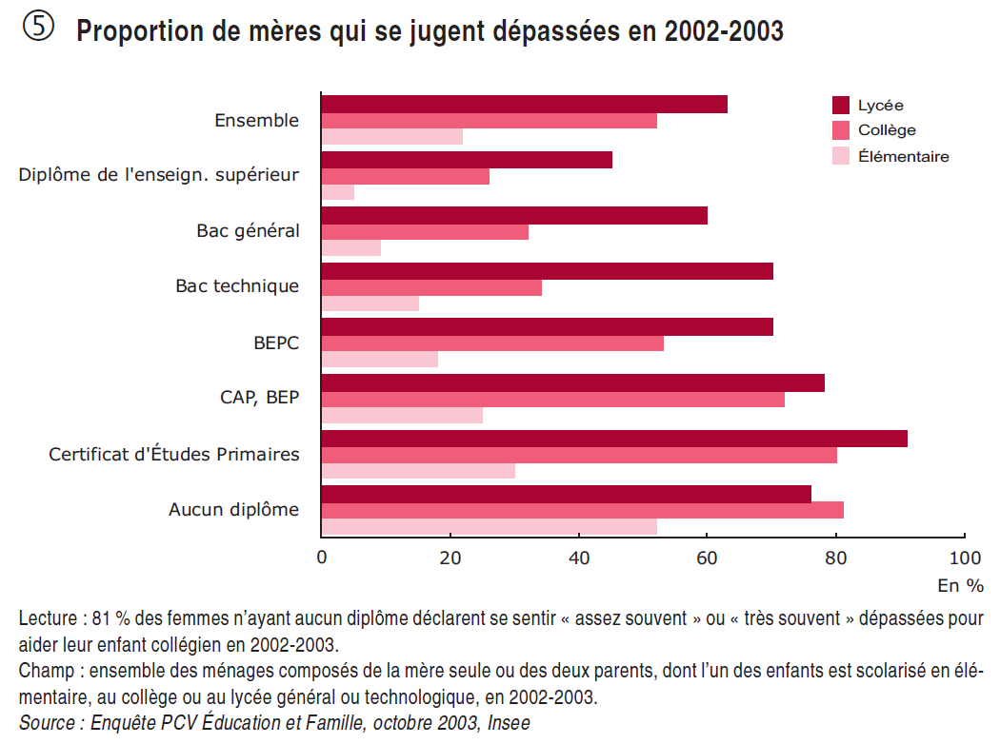 ⑤ Proportion de mères qui se jugent dépassées en 2002-2003
Lycée
Collège
Élémentaire
Ensemble
Diplôme de l'enseign. supérieur
Bac général
Bac technique
BEPC
CAP, BEP
Certificat d'Études Primaires
Aucun diplôme
0 20 40 60 80 100
En %
Lecture : 81 % des femmes n’ayant aucun diplôme déclarent se sentir « assez souvent » ou « très souvent » dépassées pour
aider leur enfant collégien en 2002-2003.
Champ : ensemble des ménages composés de la mère seule ou des deux parents, dont l’un des enfants est scolarisé en élé-
mentaire, au collège ou au lycée général ou technologique, en 2002-2003.
Source : Enquête PCV Éducation et Famille, octobre 2003, Insee